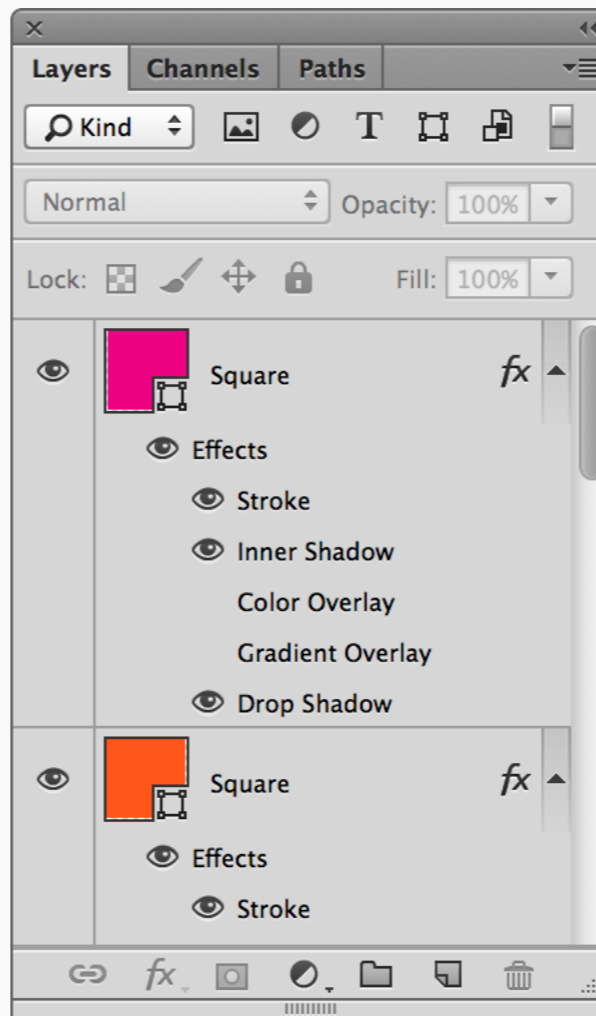 Layers Channels Paths
Kind T
Normal Opacity: 100%
Lock: Fill: 100%
Square fx
Effects
Stroke
Inner Shadow
Color Overlay
Gradient Overlay
Drop Shadow
Square fx
Effects
Stroke
fx